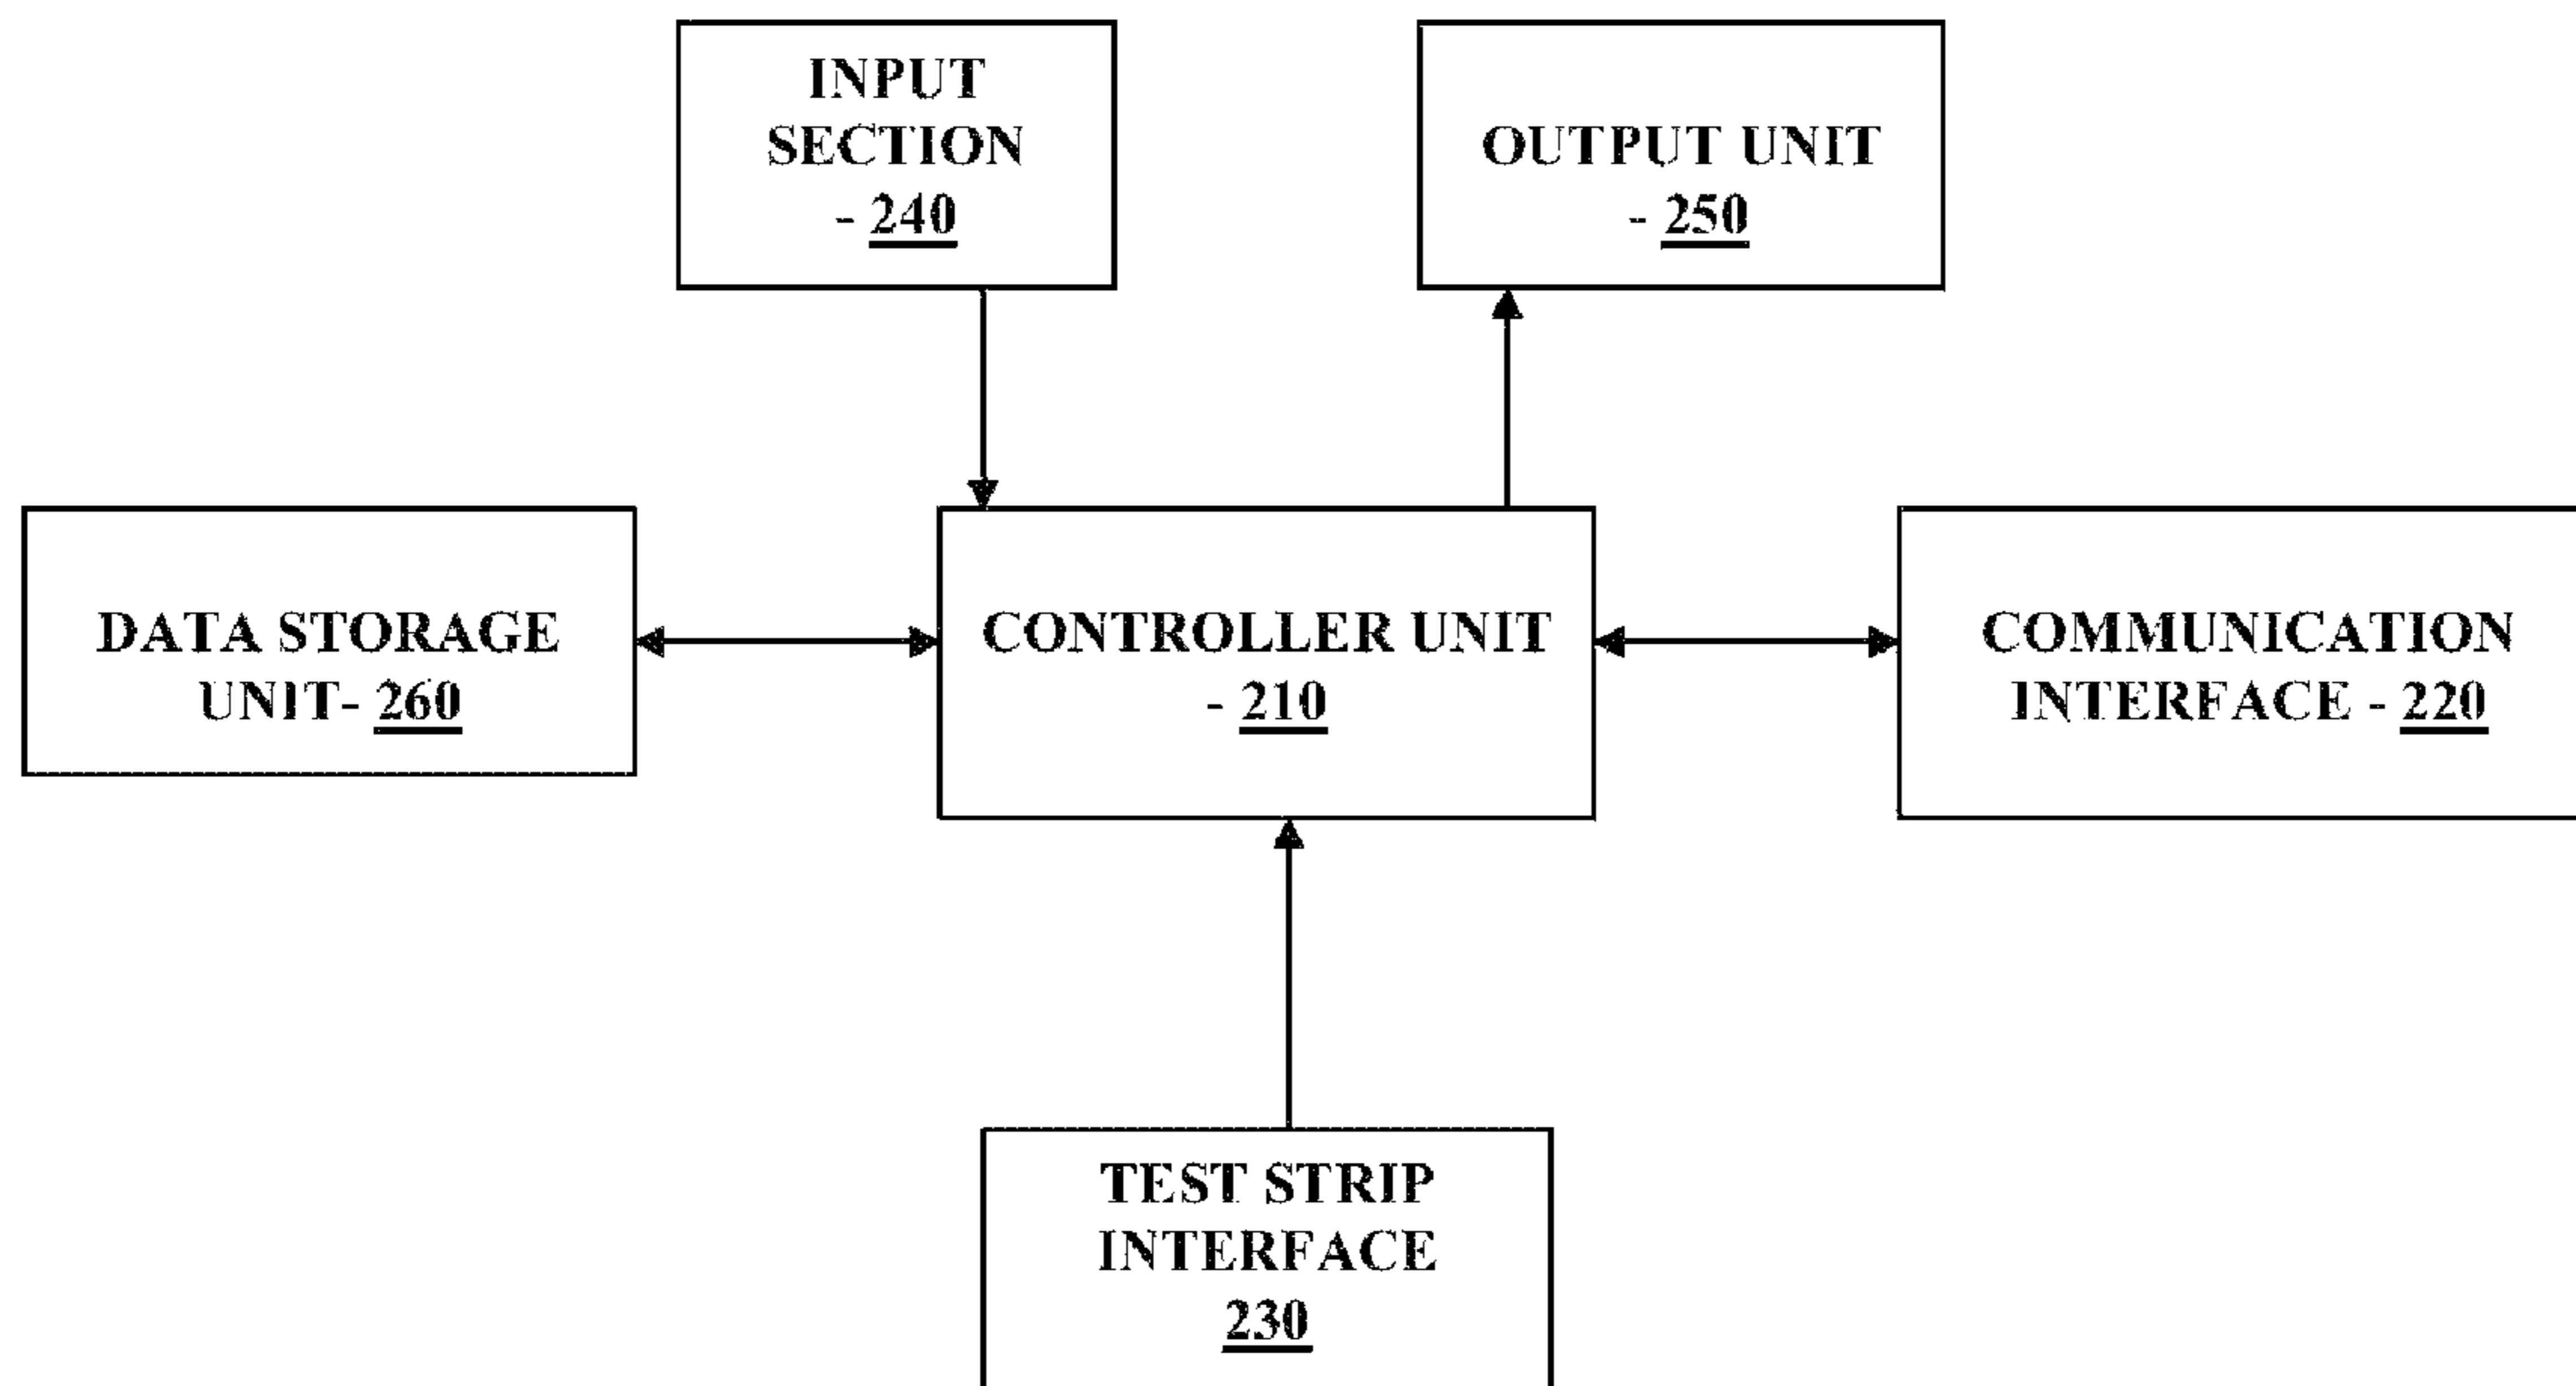 INPUT
SECTION
- 240
OUTPUT UNIT
- 250
DATA STORAGE
UNIT- 260
CONTROLLER UNIT
- 210
COMMUNICATION
INTERFACE - 220
TEST STRIP
INTERFACE
230